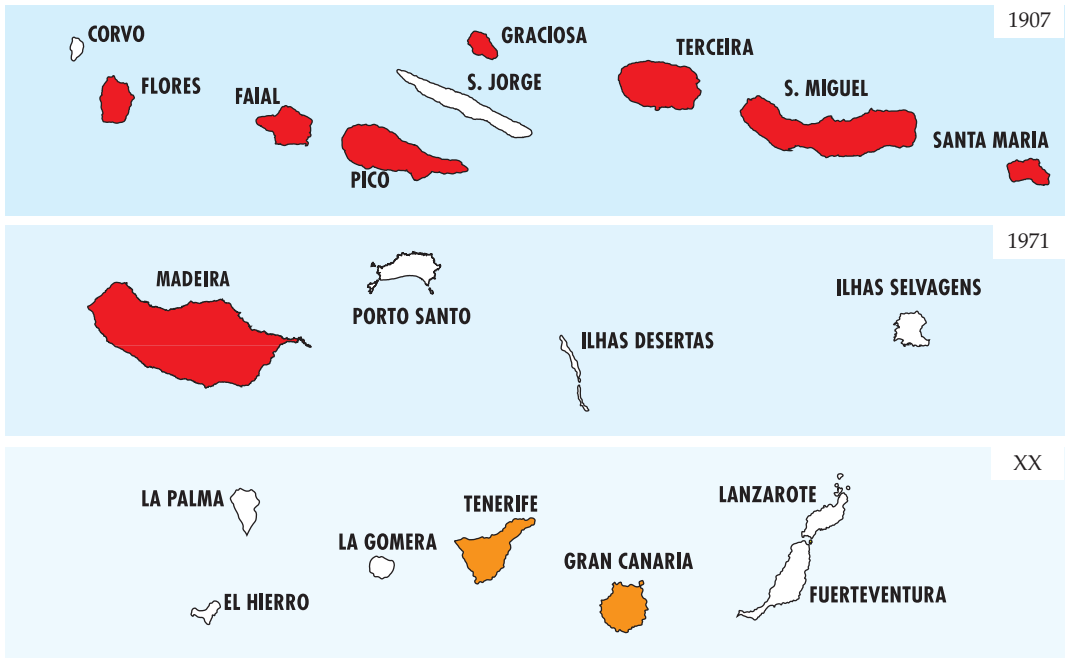 1907
CORVO
GRACIOSA
TERCEIRA
FLORES
S. JORGE
S. MIGUEL
FAIAL
SANTA MARIA
PICO
1971
MADEIRA
ILHAS SELVAGENS
PORTO SANTO
ILHAS DESERTAS
XX
LA PALMA
TENERIFE
LANZAROTE
LA GOMERA
GRAN CANARIA
EL HIERRO
FUERTEVENTURA